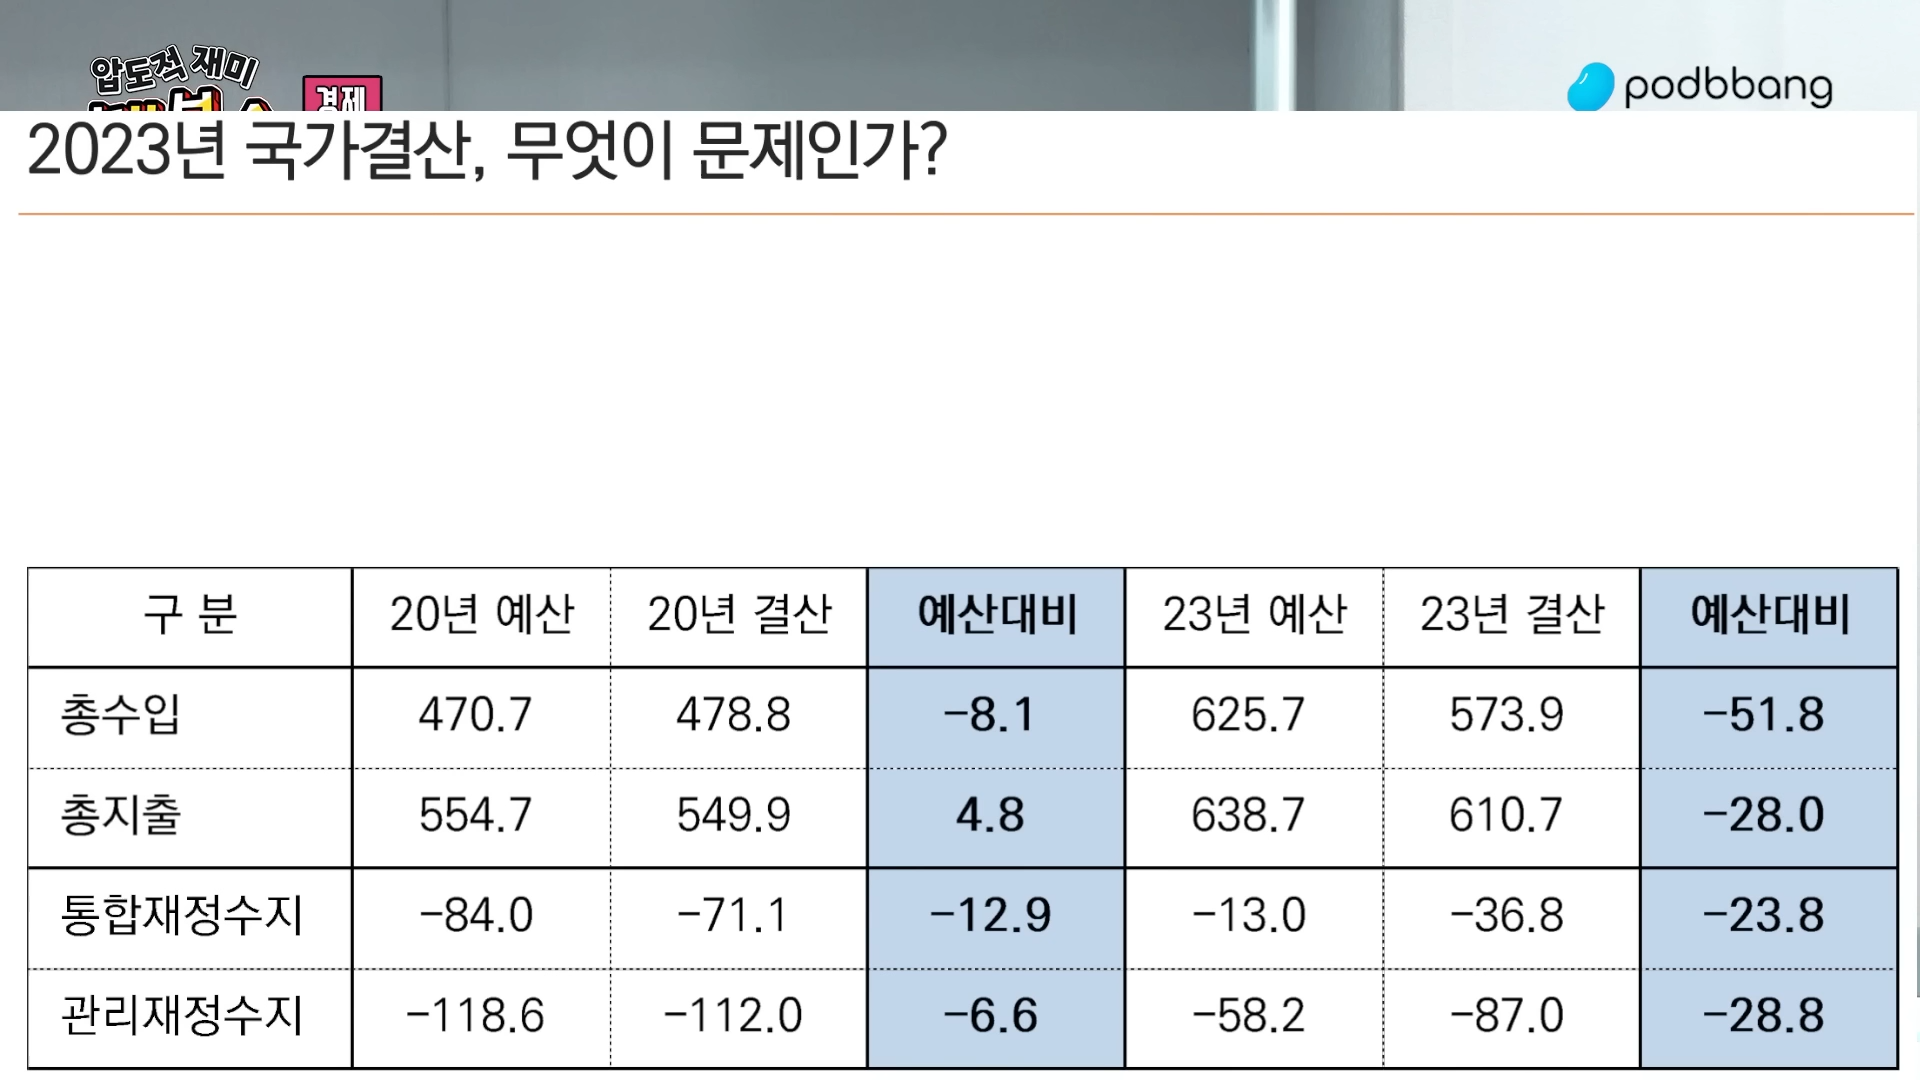 압도적 재미
경제
podbbang
2023년 국가결산, 무엇이 문제인가?
구 분 20년 예산 20년 결산 예산대비 23년 예산 23년 결산 예산대비
총수입 470.7 478.8 -8.1 625.7 573.9 -51.8
총지출 554.7 549.9 4.8 638.7 610.7 -28.0
통합재정수지 -84.0 -71.1 -12.9 -13.0 -36.8 -23.8
관리재정수지 -118.6 -112.0 -6.6 -58.2 -87.0 -28.8